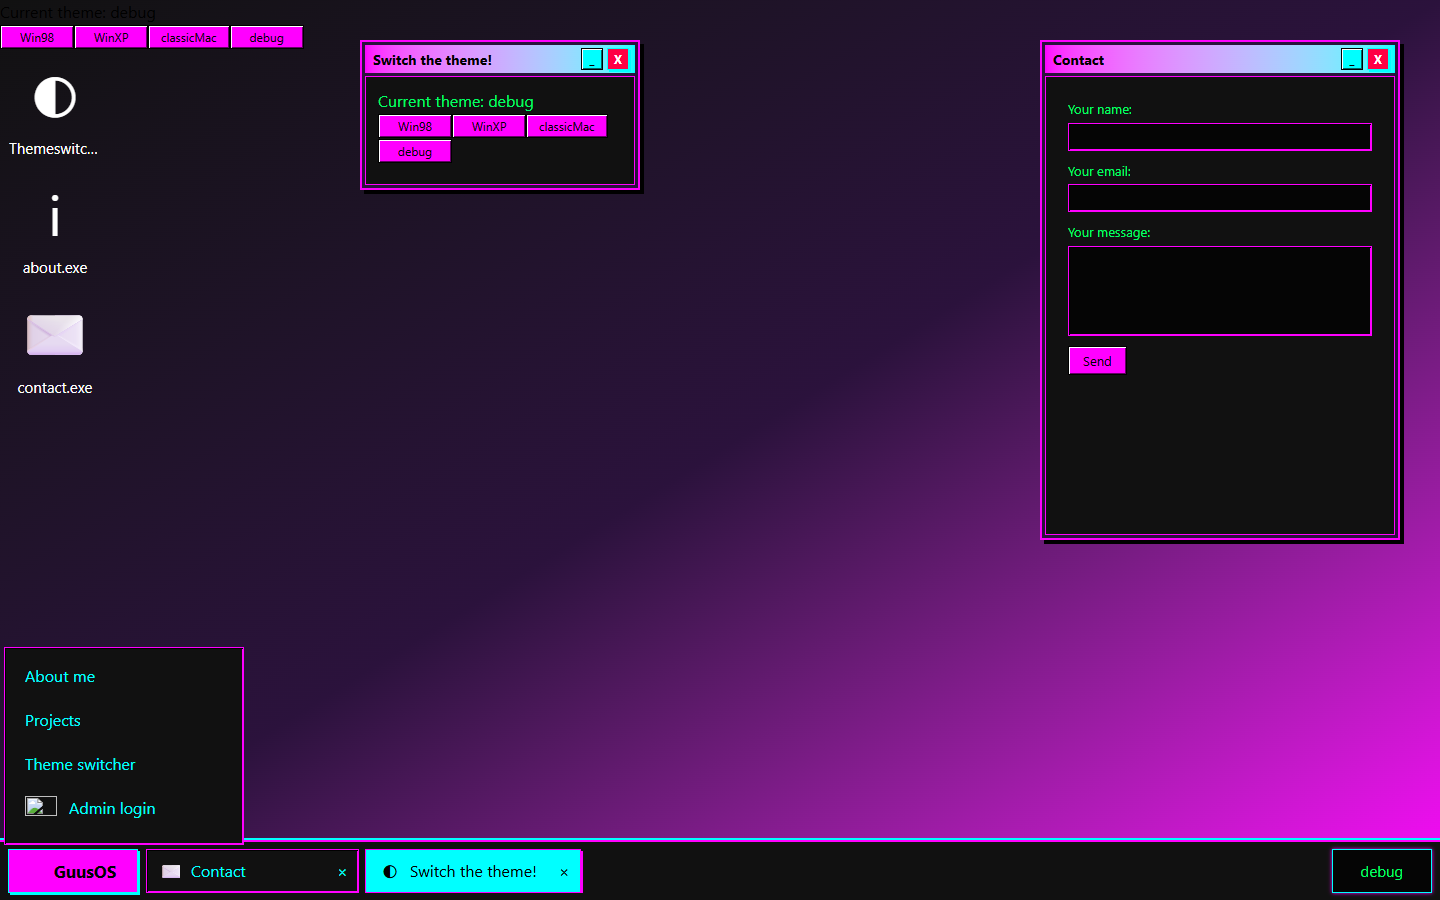 Current theme: debug
Win98 WinXP classicMac debug
Themeswitc...
about.exe
contact.exe
Switch the theme! _ X
Current theme: debug
Win98 WinXP classicMac
debug
Contact _ X
Your name:
Your email:
Your message:
Send
About me
Projects
Theme switcher
Admin login
GuusOS Contact × Switch the theme! × debug